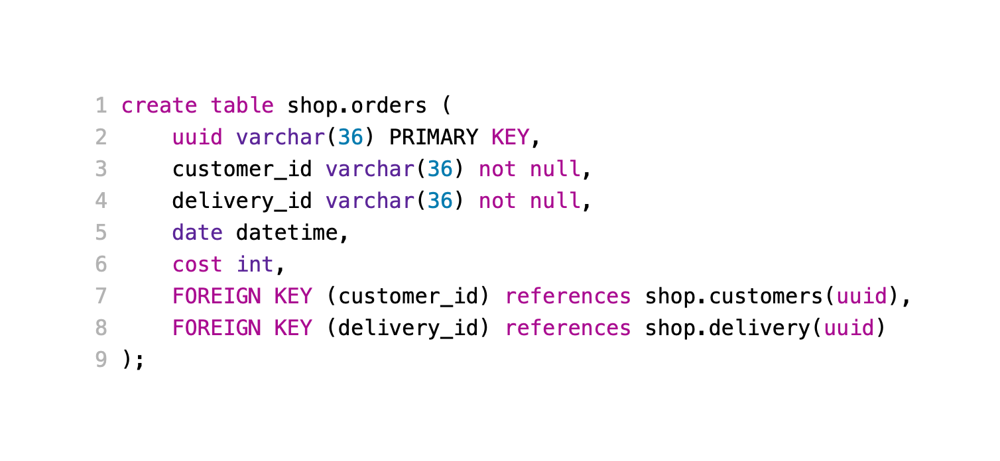 1 create table shop.orders (
2     uuid varchar(36) PRIMARY KEY,
3     customer_id varchar(36) not null,
4     delivery_id varchar(36) not null,
5     date datetime,
6     cost int,
7     FOREIGN KEY (customer_id) references shop.customers(uuid),
8     FOREIGN KEY (delivery_id) references shop.delivery(uuid)
9 );